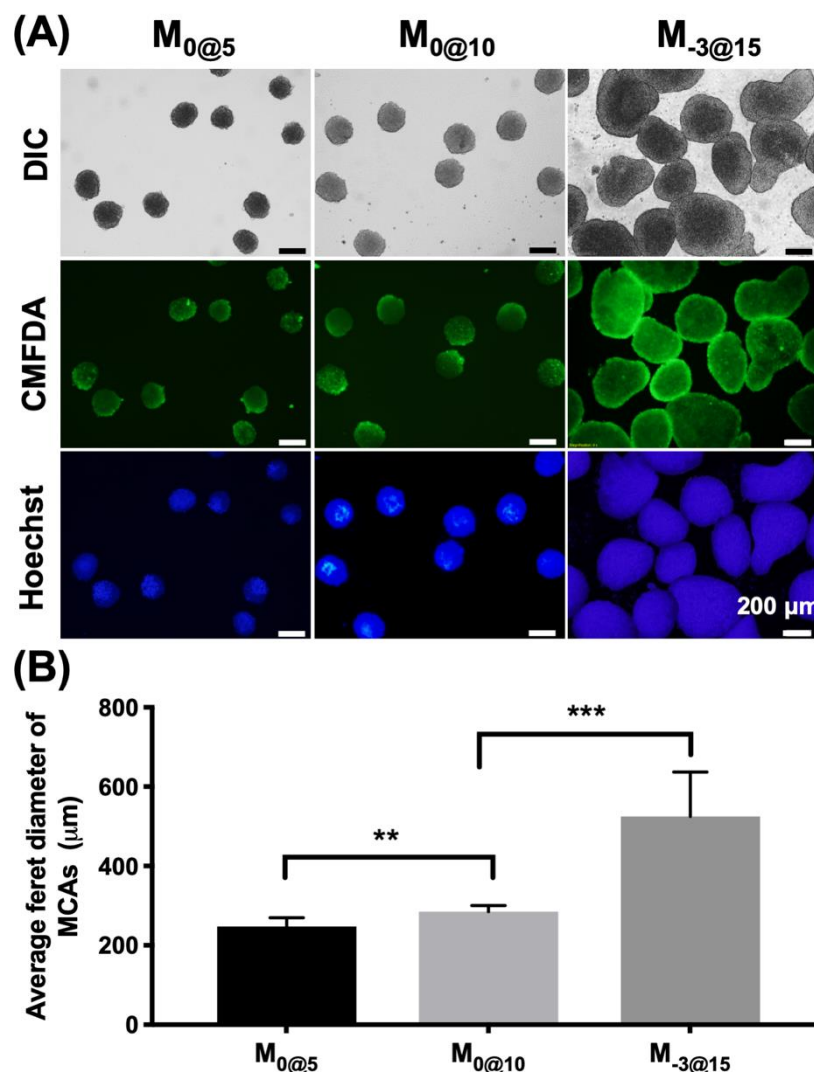 (A)
M0@5 M0@10 M-3@15
DIC
CMFDA
Hoechst
200 µm
(B)
Average feret diameter of
MCAs (μm)
800
600
400
200
0
***
**
M0@5 M0@10 M-3@15